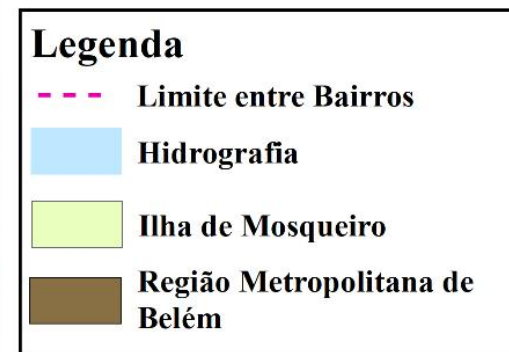 Legenda
Limite entre Bairros
Hidrografia
Ilha de Mosqueiro
Região Metropolitana de
Belém